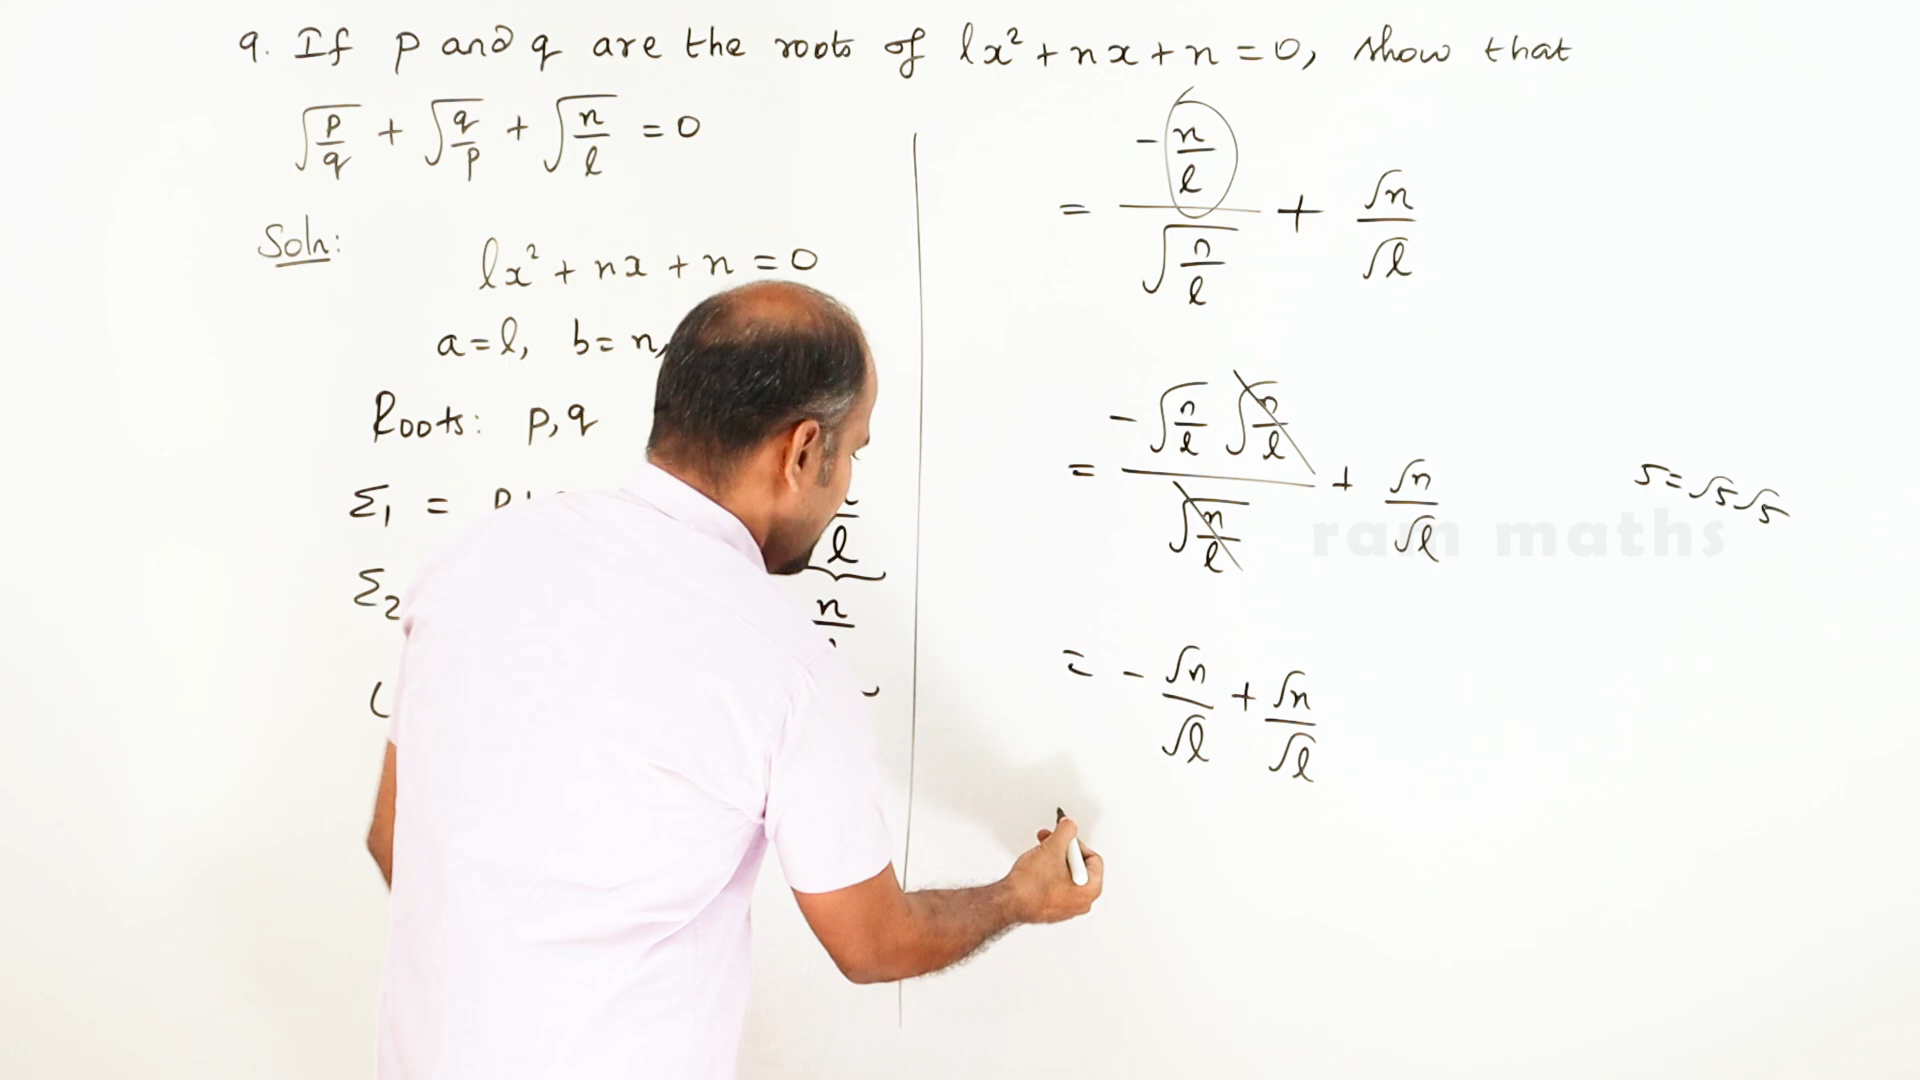 9. If p and q are the roots of lx² + nx + n = 0, show that
√(p/q) + √(q/p) + √(n/l) = 0
Soln:
lx² + nx + n = 0
a = l, b = n,
Roots: p, q
Σ₁ =
l
Σ₂
n
= (-n/l)/√(n/l) + √n/√l
= (-√(n/l) √(n/l))/√(n/l) + √n/√l
5 = √5 √5
ram maths
= -√n/√l + √n/√l